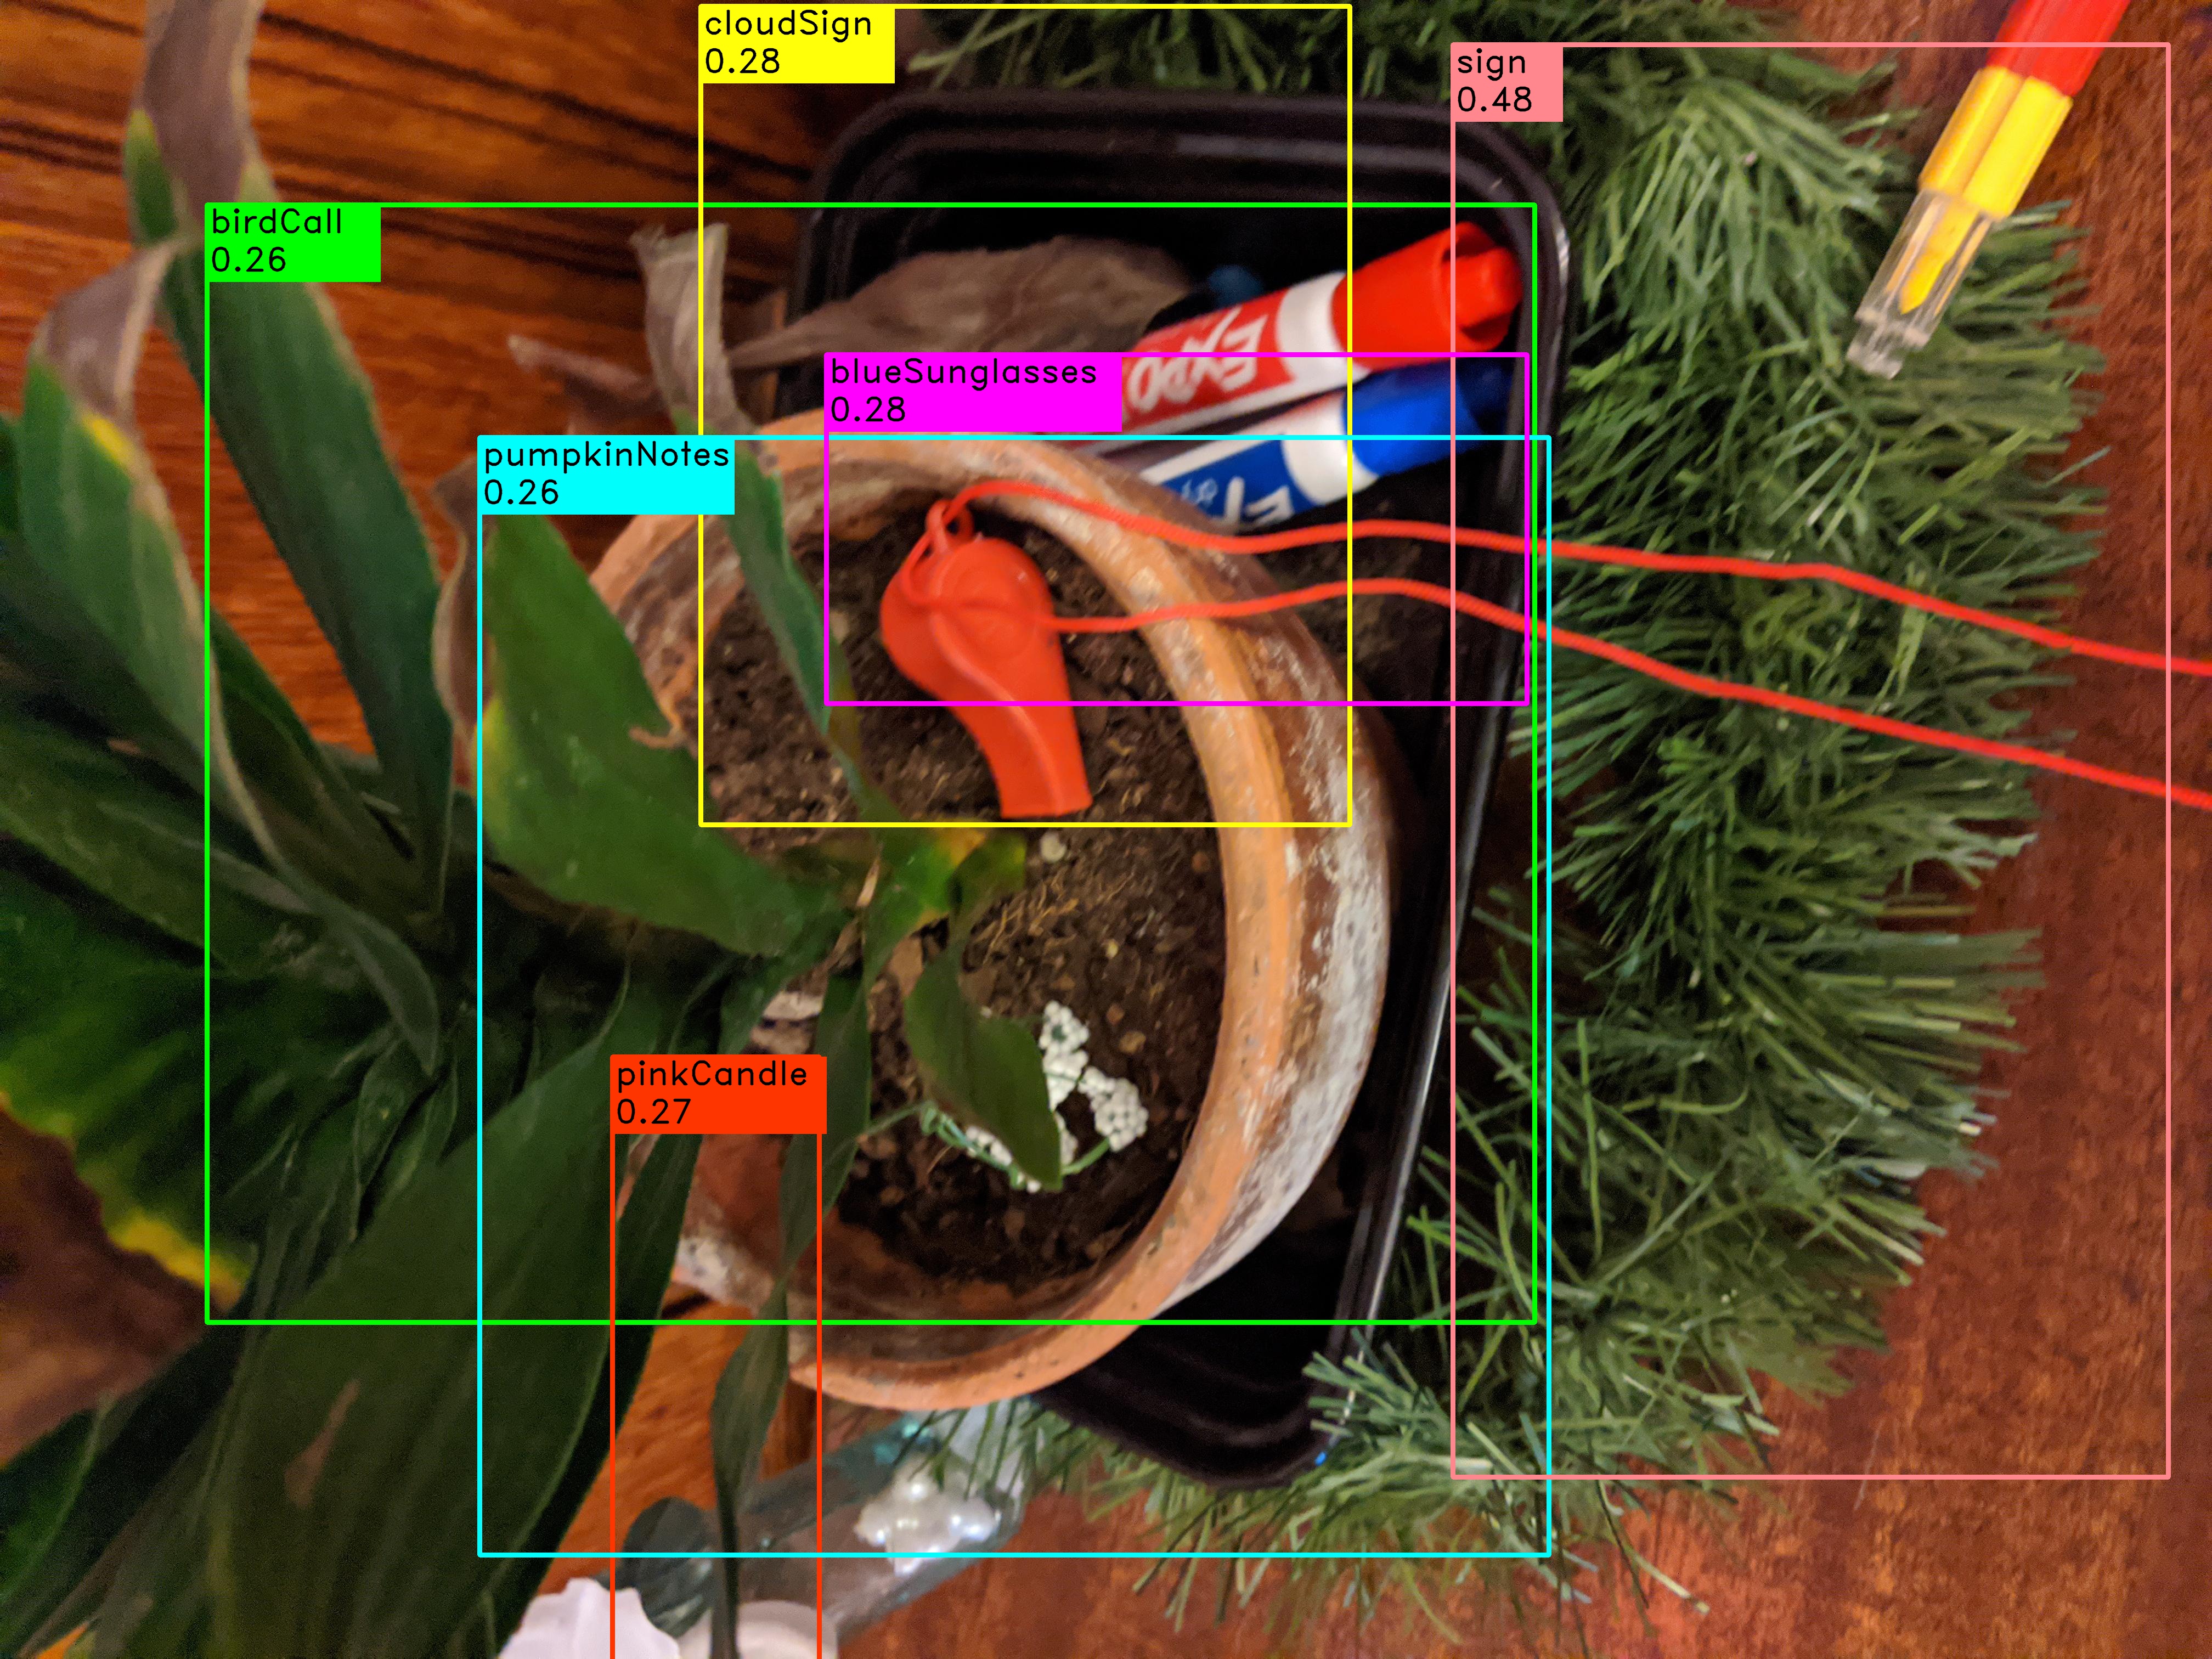 cloudSign
0.28
sign
0.48
birdCall
0.26
EXPO
blueSunglasses
0.28
pumpkinNotes
0.26
pinkCandle
0.27